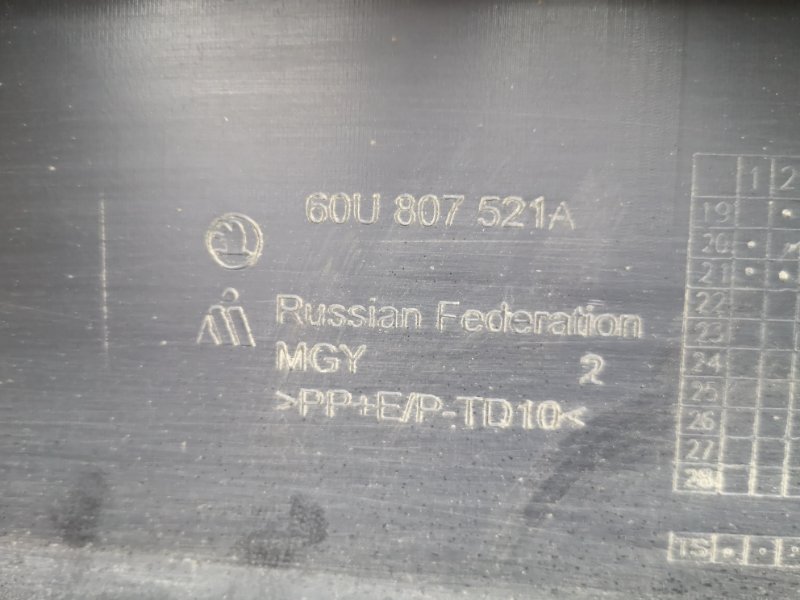 60U 807 521A
Russian Federation
MGY 2
>PP+E/P-TD10<
1 2
19
20
21
22
23
24
25
26
27
28
TS